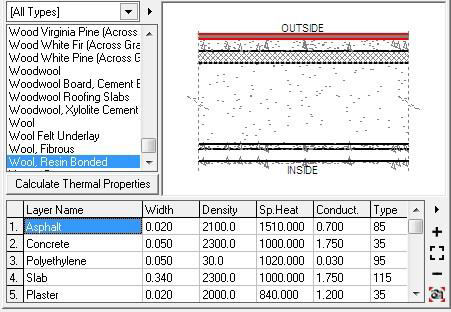 [All Types]
Wood Virginia Pine (Across
Wood White Fir (Across Gra
Wood White Pine (Across G
Woodwool
Woodwool Board, Cement B
Woodwool Roofing Slabs
Woodwool, Xylolite Cement
Wool
Wool Felt Underlay
Wool, Fibrous
Wool, Resin Bonded
Calculate Thermal Properties
OUTSIDE
INSIDE
Layer Name Width Density Sp.Heat Conduct. Type
1. Asphalt 0.020 2100.0 1510.000 0.700 85
2. Concrete 0.050 2300.0 1000.000 1.750 35
3. Polyethylene 0.050 30.0 1020.000 0.030 95
4. Slab 0.340 2300.0 1000.000 1.750 115
5. Plaster 0.020 2000.0 840.000 1.200 35